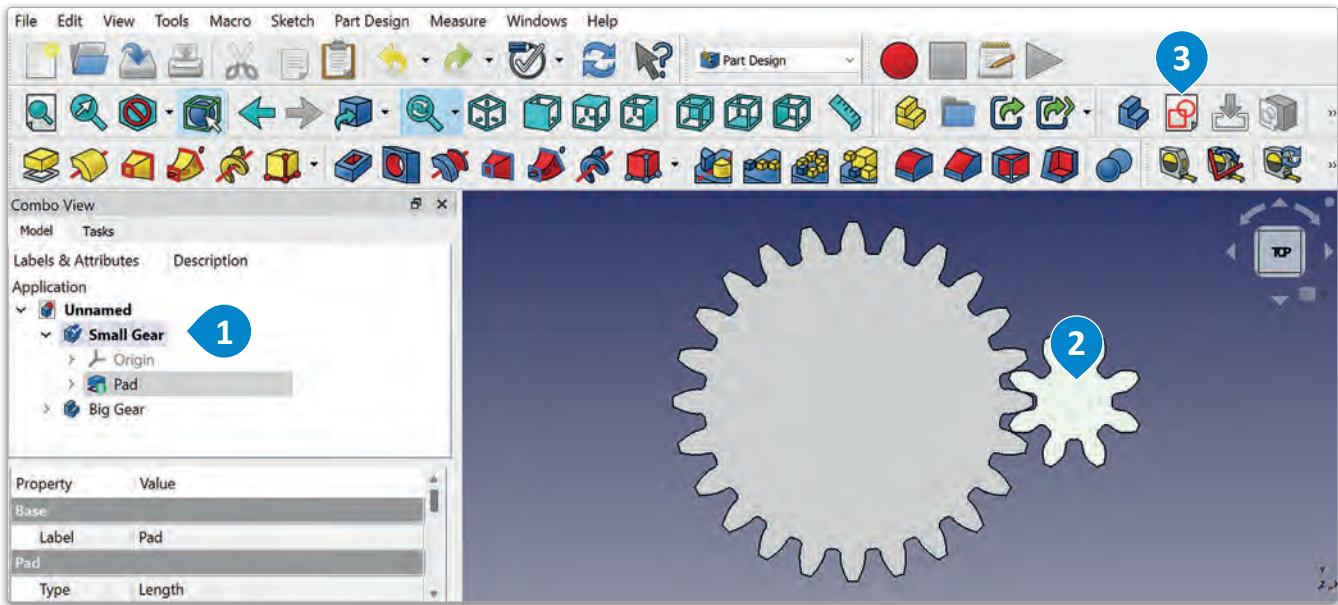 File Edit View Tools Macro Sketch Part Design Measure Windows Help
Part Design
3
Combo View
Model Tasks
Labels & Attributes Description
Application
Unnamed
Small Gear
1
Origin
Pad
Big Gear
2
TOP
Property Value
Base
Label Pad
Pad
Type Length
Y
Z X